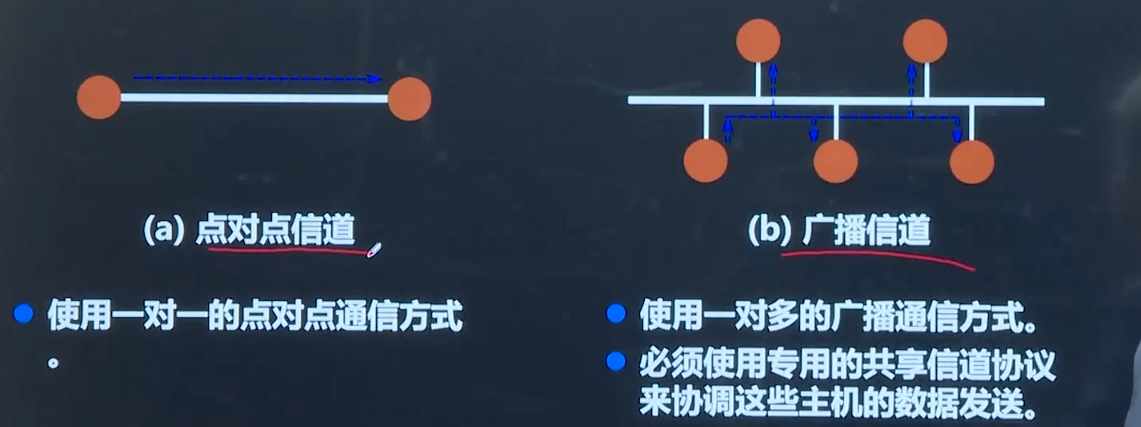 (a) 点对点信道
使用一对一的点对点通信方式
。
(b) 广播信道
使用一对多的广播通信方式。
必须使用专用的共享信道协议
来协调这些主机的数据发送。